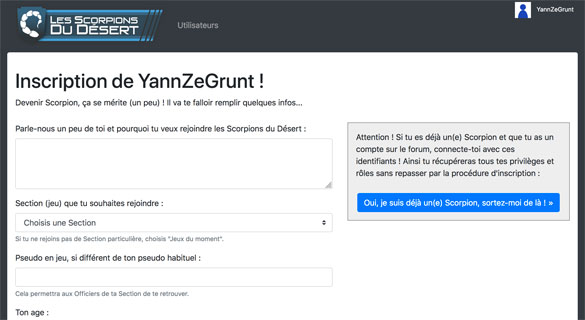 LES SCORPIONS
DU DÉSERT
Utilisateurs
YannZeGrunt
Inscription de YannZeGrunt !
Devenir Scorpion, ça se mérite (un peu) ! Il va te falloir remplir quelques infos...
Parle-nous un peu de toi et pourquoi tu veux rejoindre les Scorpions du Désert :
Section (jeu) que tu souhaites rejoindre :
Choisis une Section
Si tu ne rejoins pas de Section particulière, choisis "Jeux du moment".
Pseudo en jeu, si différent de ton pseudo habituel :
Cela permettra aux Officiers de ta Section de te retrouver.
Ton age :
Attention ! Si tu es déjà un(e) Scorpion et que tu as un
compte sur le forum, connecte-toi avec ces
identifiants ! Ainsi tu récupéreras tous tes privilèges et
rôles sans repasser par la procédure d'inscription :
Oui, je suis déjà un(e) Scorpion, sortez-moi de là ! »